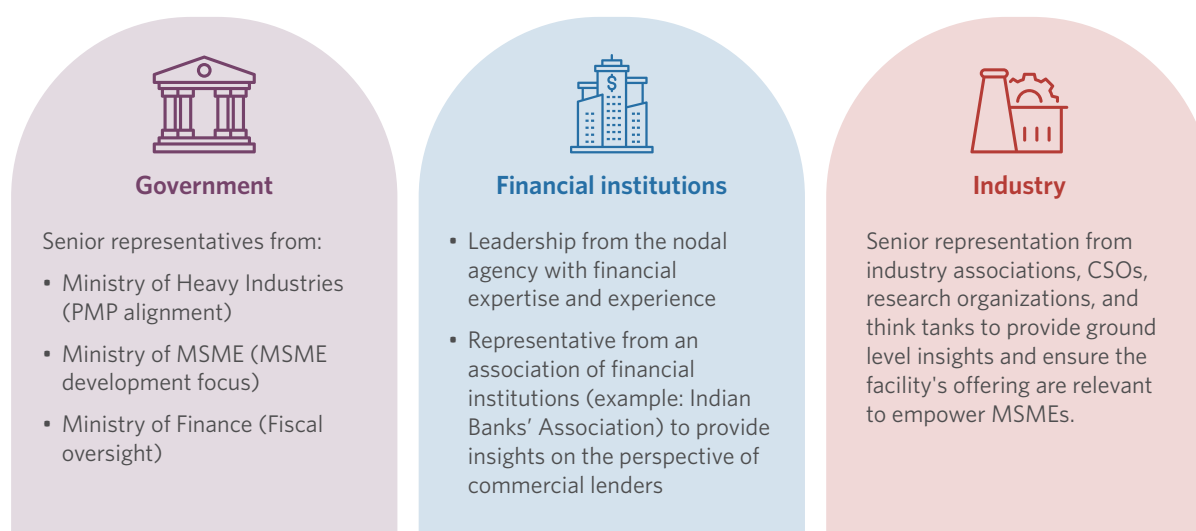 $
Government
Senior representatives from:
• Ministry of Heavy Industries
(PMP alignment)
• Ministry of MSME (MSME
development focus)
• Ministry of Finance (Fiscal
oversight)
Financial institutions
• Leadership from the nodal
agency with financial
expertise and experience
• Representative from an
association of financial
institutions (example: Indian
Banks’ Association) to provide
insights on the perspective of
commercial lenders
Industry
Senior representation from
industry associations, CSOs,
research organizations, and
think tanks to provide ground
level insights and ensure the
facility's offering are relevant
to empower MSMEs.